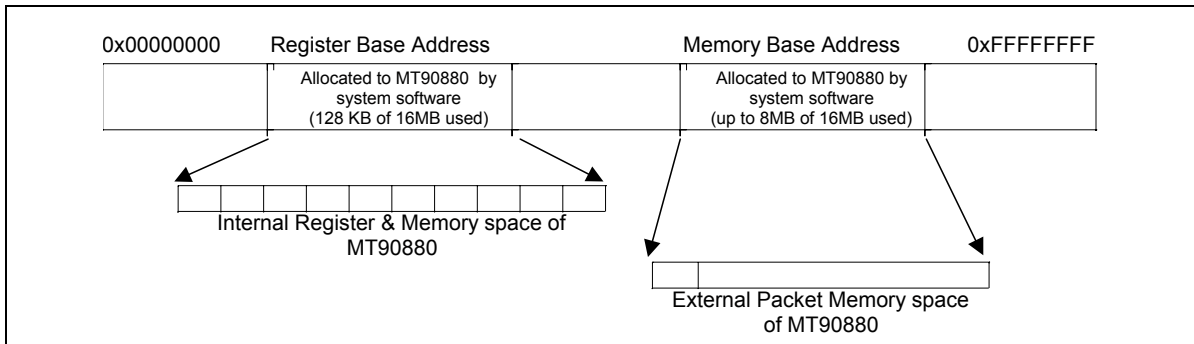 0x00000000 Register Base Address Memory Base Address 0xFFFFFFFF
Allocated to MT90880 by
system software
(128 KB of 16MB used)
Allocated to MT90880 by
system software
(up to 8MB of 16MB used)
Internal Register & Memory space of
MT90880
External Packet Memory space
of MT90880